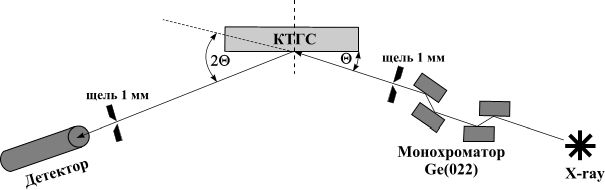 КТГС
2Θ
Θ
щель 1 мм
щель 1 мм
Детектор
Монохроматор
Ge(022)
X-ray